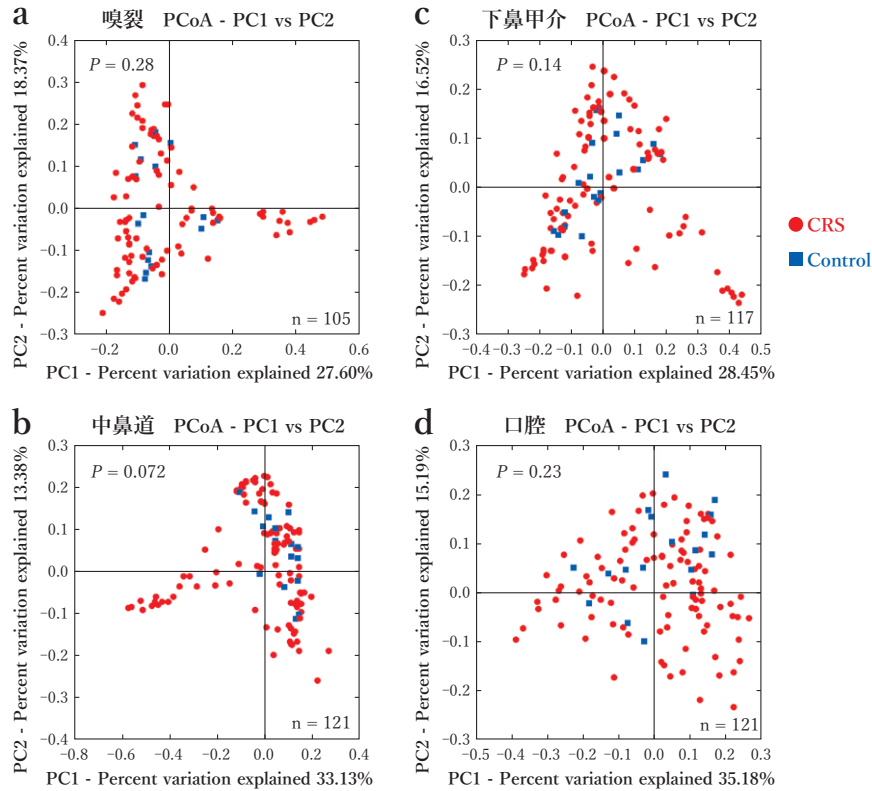 a 嗅裂 PCoA - PC1 vs PC2
PC2 - Percent variation explained 18.37%
0.4
0.3
0.2
0.1
0.0
−0.1
−0.2
−0.3
P = 0.28
n = 105
−0.2 0.0 0.2 0.4 0.6
PC1 - Percent variation explained 27.60%
c 下鼻甲介 PCoA - PC1 vs PC2
PC2 - Percent variation explained 16.52%
0.3
0.2
0.1
0.0
−0.1
−0.2
−0.3
P = 0.14
n = 117
−0.4 −0.3 −0.2 −0.1 0.0 0.1 0.2 0.3 0.4 0.5
PC1 - Percent variation explained 28.45%
CRS
Control
b 中鼻道 PCoA - PC1 vs PC2
PC2 - Percent variation explained 13.38%
0.3
0.2
0.1
0.0
−0.1
−0.2
−0.3
−0.4
P = 0.072
n = 121
−0.8 −0.6 −0.4 −0.2 0.0 0.2 0.4
PC1 - Percent variation explained 33.13%
d 口腔 PCoA - PC1 vs PC2
PC2 - Percent variation explained 15.19%
0.3
0.2
0.1
0.0
−0.1
−0.2
−0.3
P = 0.23
n = 121
−0.5 −0.4 −0.3 −0.2 −0.1 0.0 0.1 0.2 0.3
PC1 - Percent variation explained 35.18%